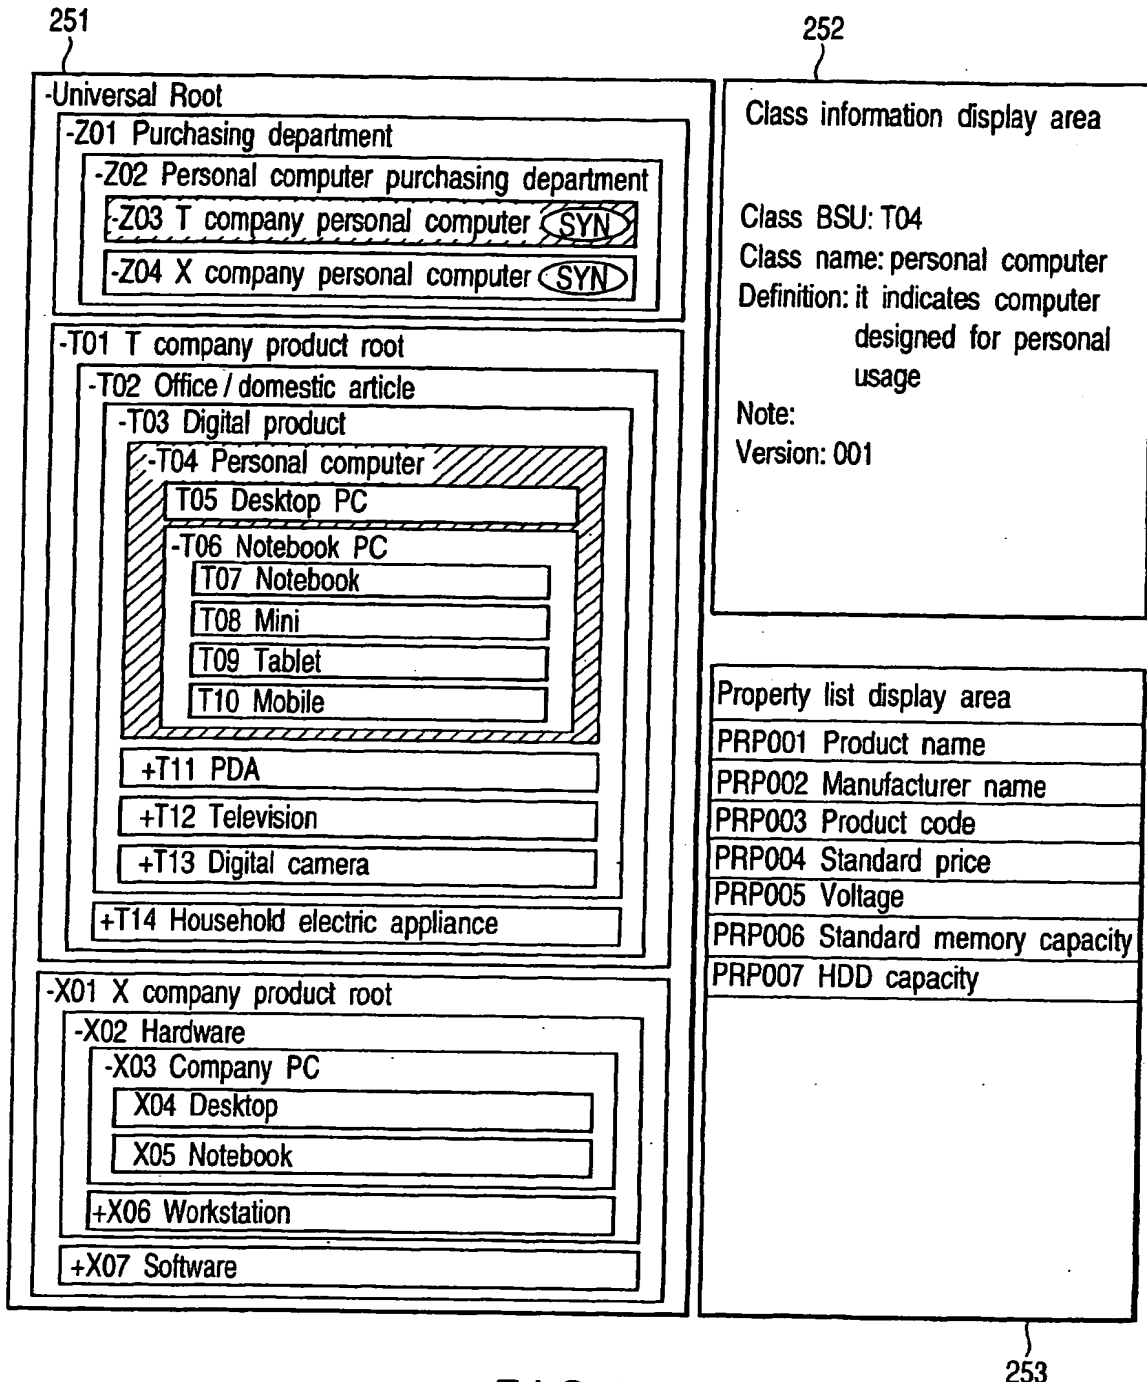 251
252
-Universal Root
-Z01 Purchasing department
-Z02 Personal computer purchasing department
-Z03 T company personal computer SYN
-Z04 X company personal computer SYN
-T01 T company product root
-T02 Office / domestic article
-T03 Digital product
-T04 Personal computer
T05 Desktop PC
-T06 Notebook PC
T07 Notebook
T08 Mini
T09 Tablet
T10 Mobile
+T11 PDA
+T12 Television
+T13 Digital camera
+T14 Household electric appliance
-X01 X company product root
-X02 Hardware
-X03 Company PC
X04 Desktop
X05 Notebook
+X06 Workstation
+X07 Software
Class information display area
Class BSU: T04
Class name: personal computer
Definition: it indicates computer
designed for personal
usage
Note:
Version: 001
Property list display area
PRP001 Product name
PRP002 Manufacturer name
PRP003 Product code
PRP004 Standard price
PRP005 Voltage
PRP006 Standard memory capacity
PRP007 HDD capacity
253